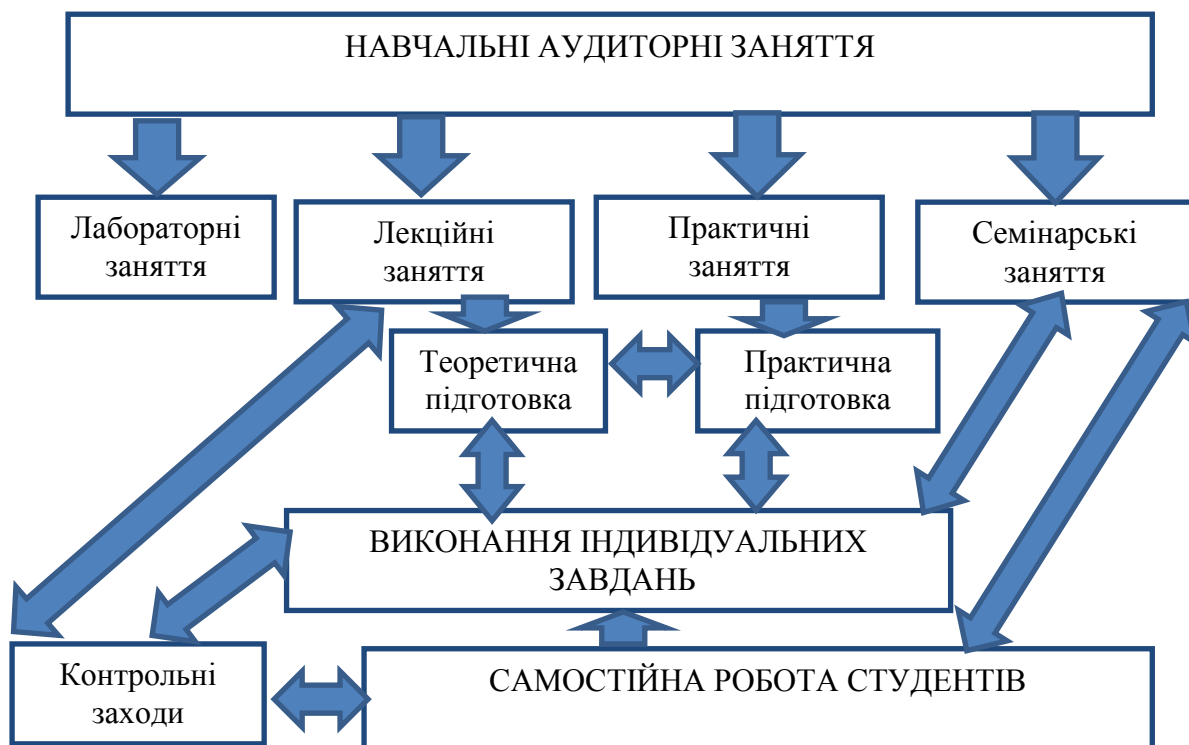 НАВЧАЛЬНІ АУДИТОРНІ ЗАНЯТТЯ
Лабораторні
заняття
Лекційні
заняття
Практичні
заняття
Семінарські
заняття
Теоретична
підготовка
Практична
підготовка
ВИКОНАННЯ ІНДИВІДУАЛЬНИХ
ЗАВДАНЬ
Контрольні
заходи
САМОСТІЙНА РОБОТА СТУДЕНТІВ